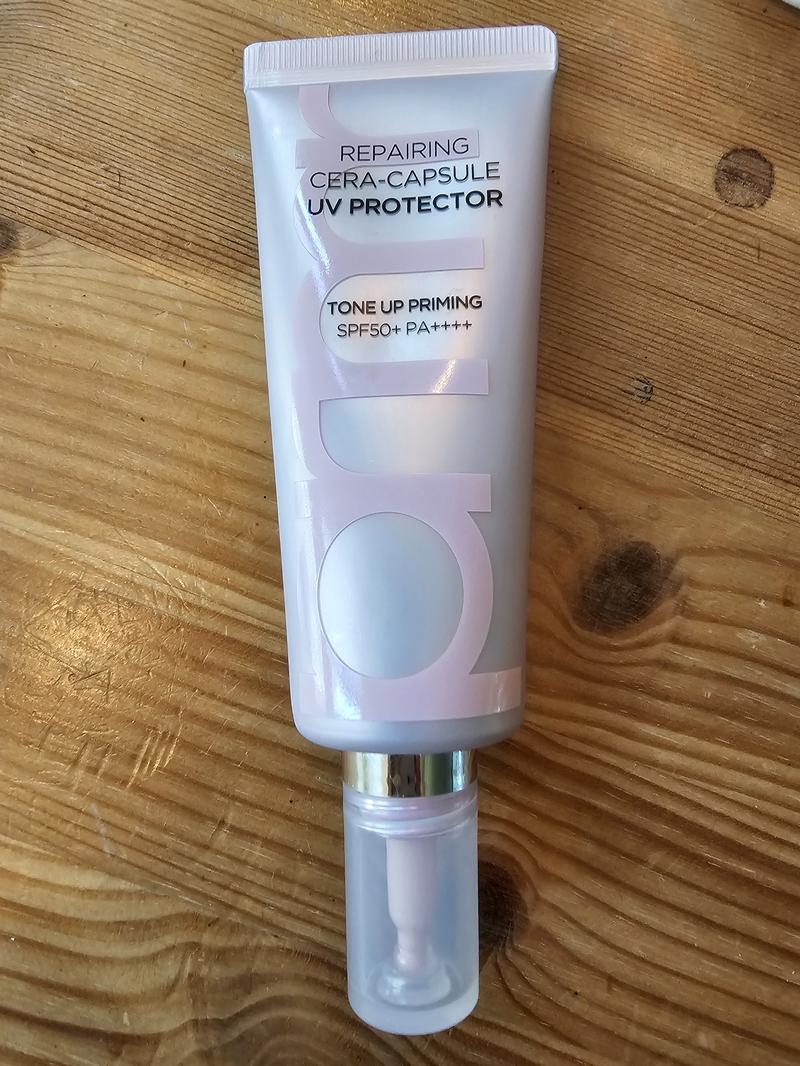 REPAIRING
CERA-CAPSULE
UV PROTECTOR
TONE UP PRIMING
SPF50+ PA++++